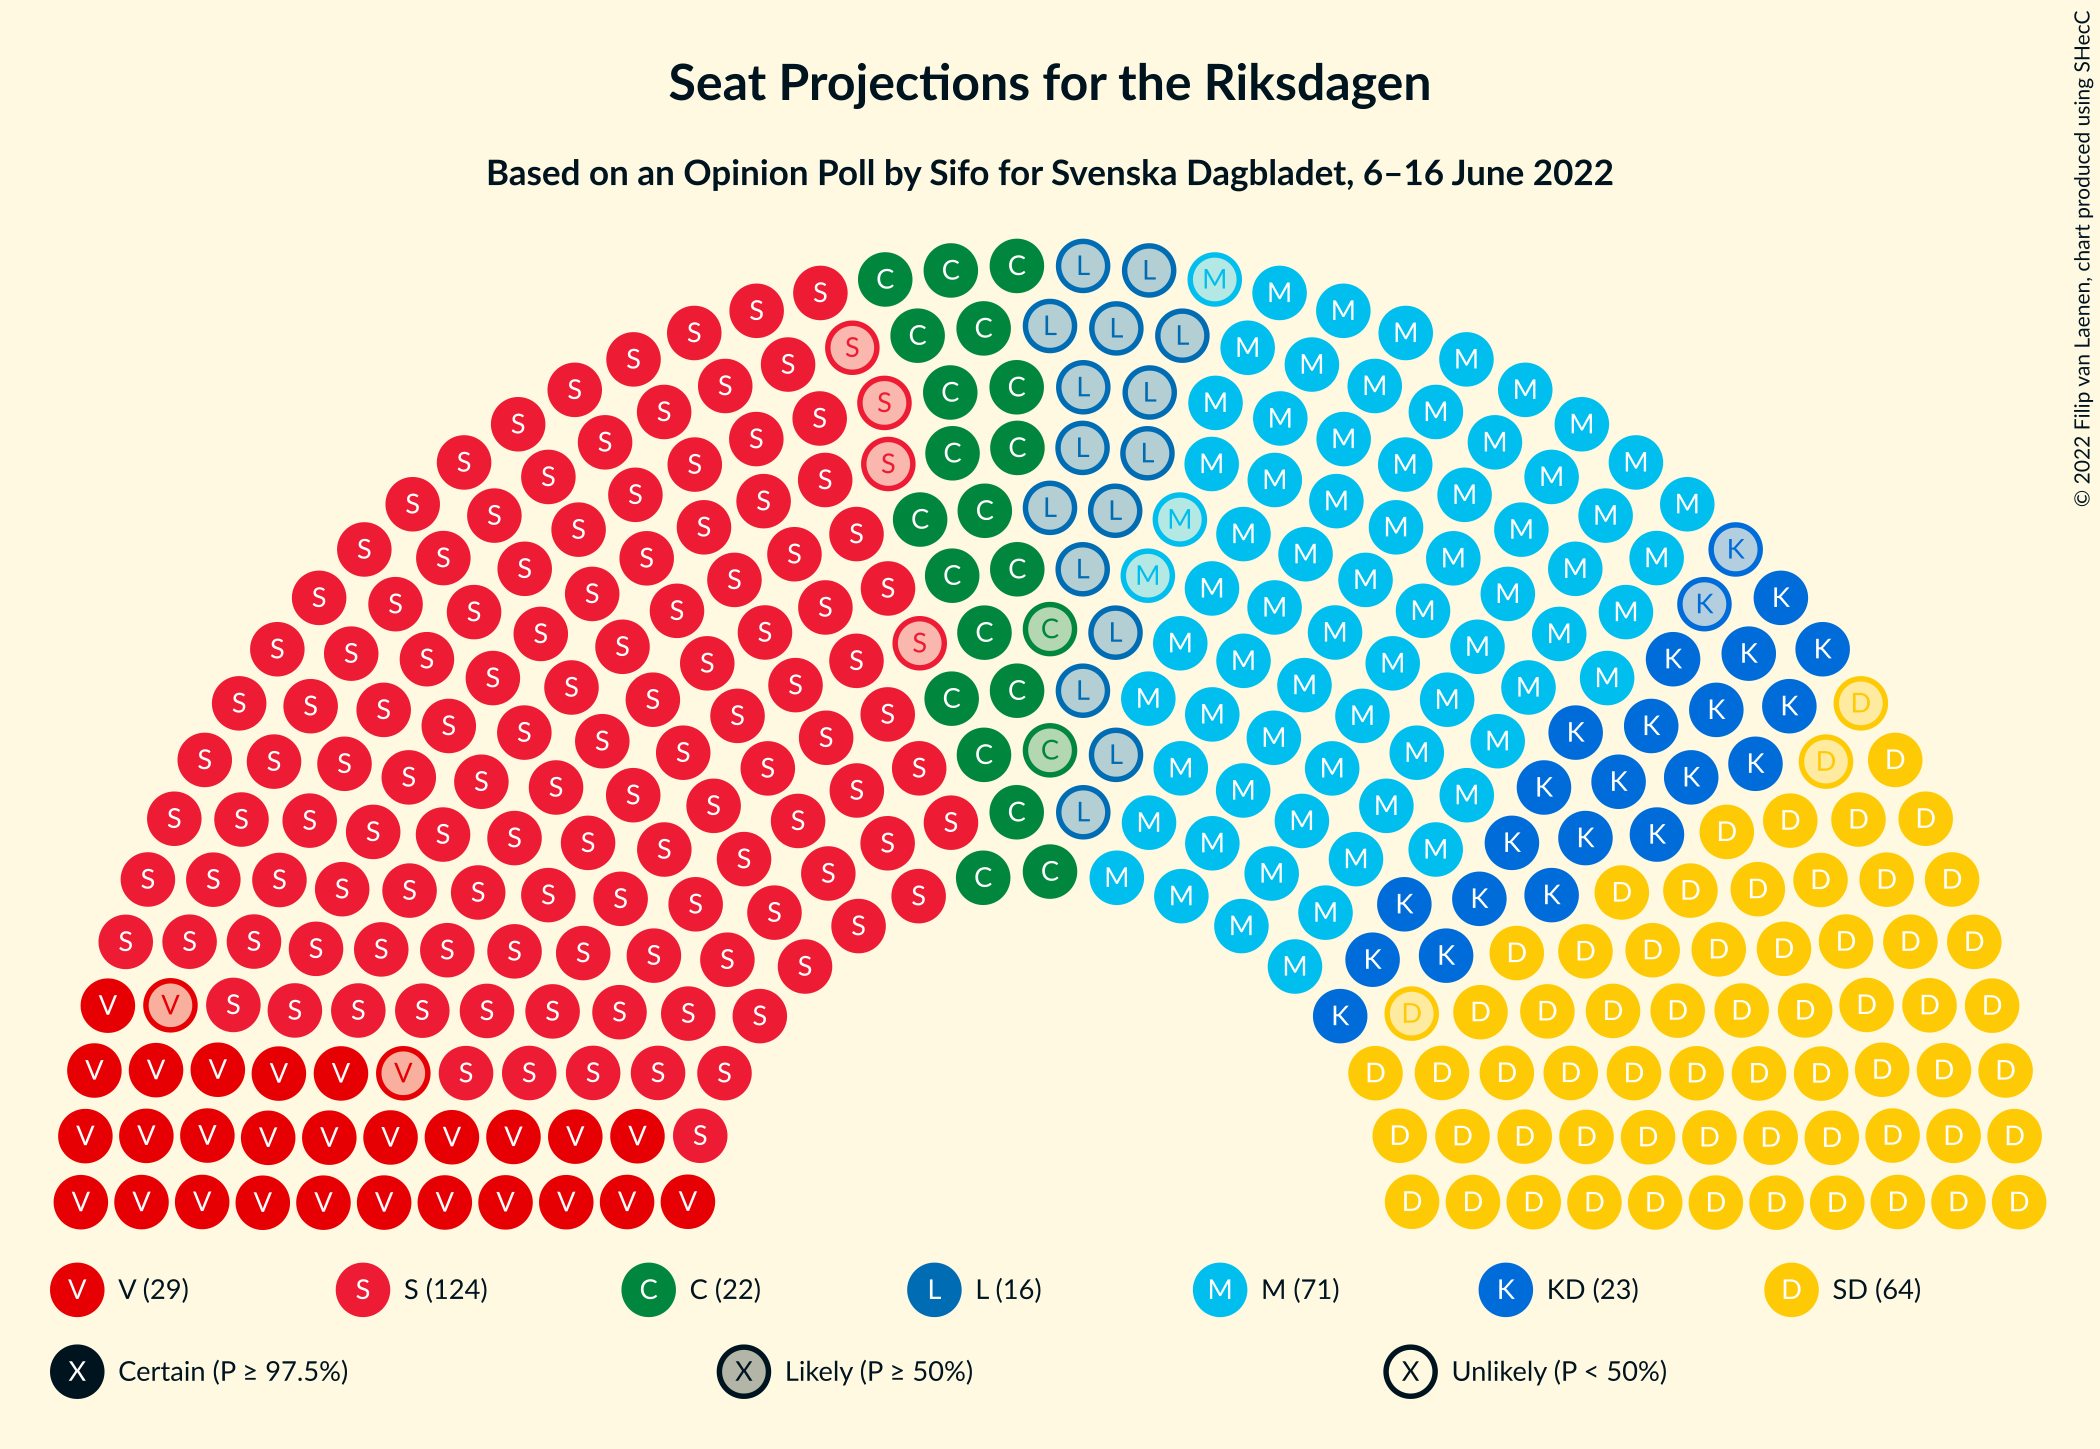 Seat Projections for the Riksdagen
Based on an Opinion Poll by Sifo for Svenska Dagbladet, 6–16 June 2022
© 2022 Filip van Laenen, chart produced using SHecC
V V (29) S S (124) C C (22) L L (16) M M (71) K KD (23) D SD (64)
X Certain (P ≥ 97.5%) X Likely (P ≥ 50%) X Unlikely (P < 50%)